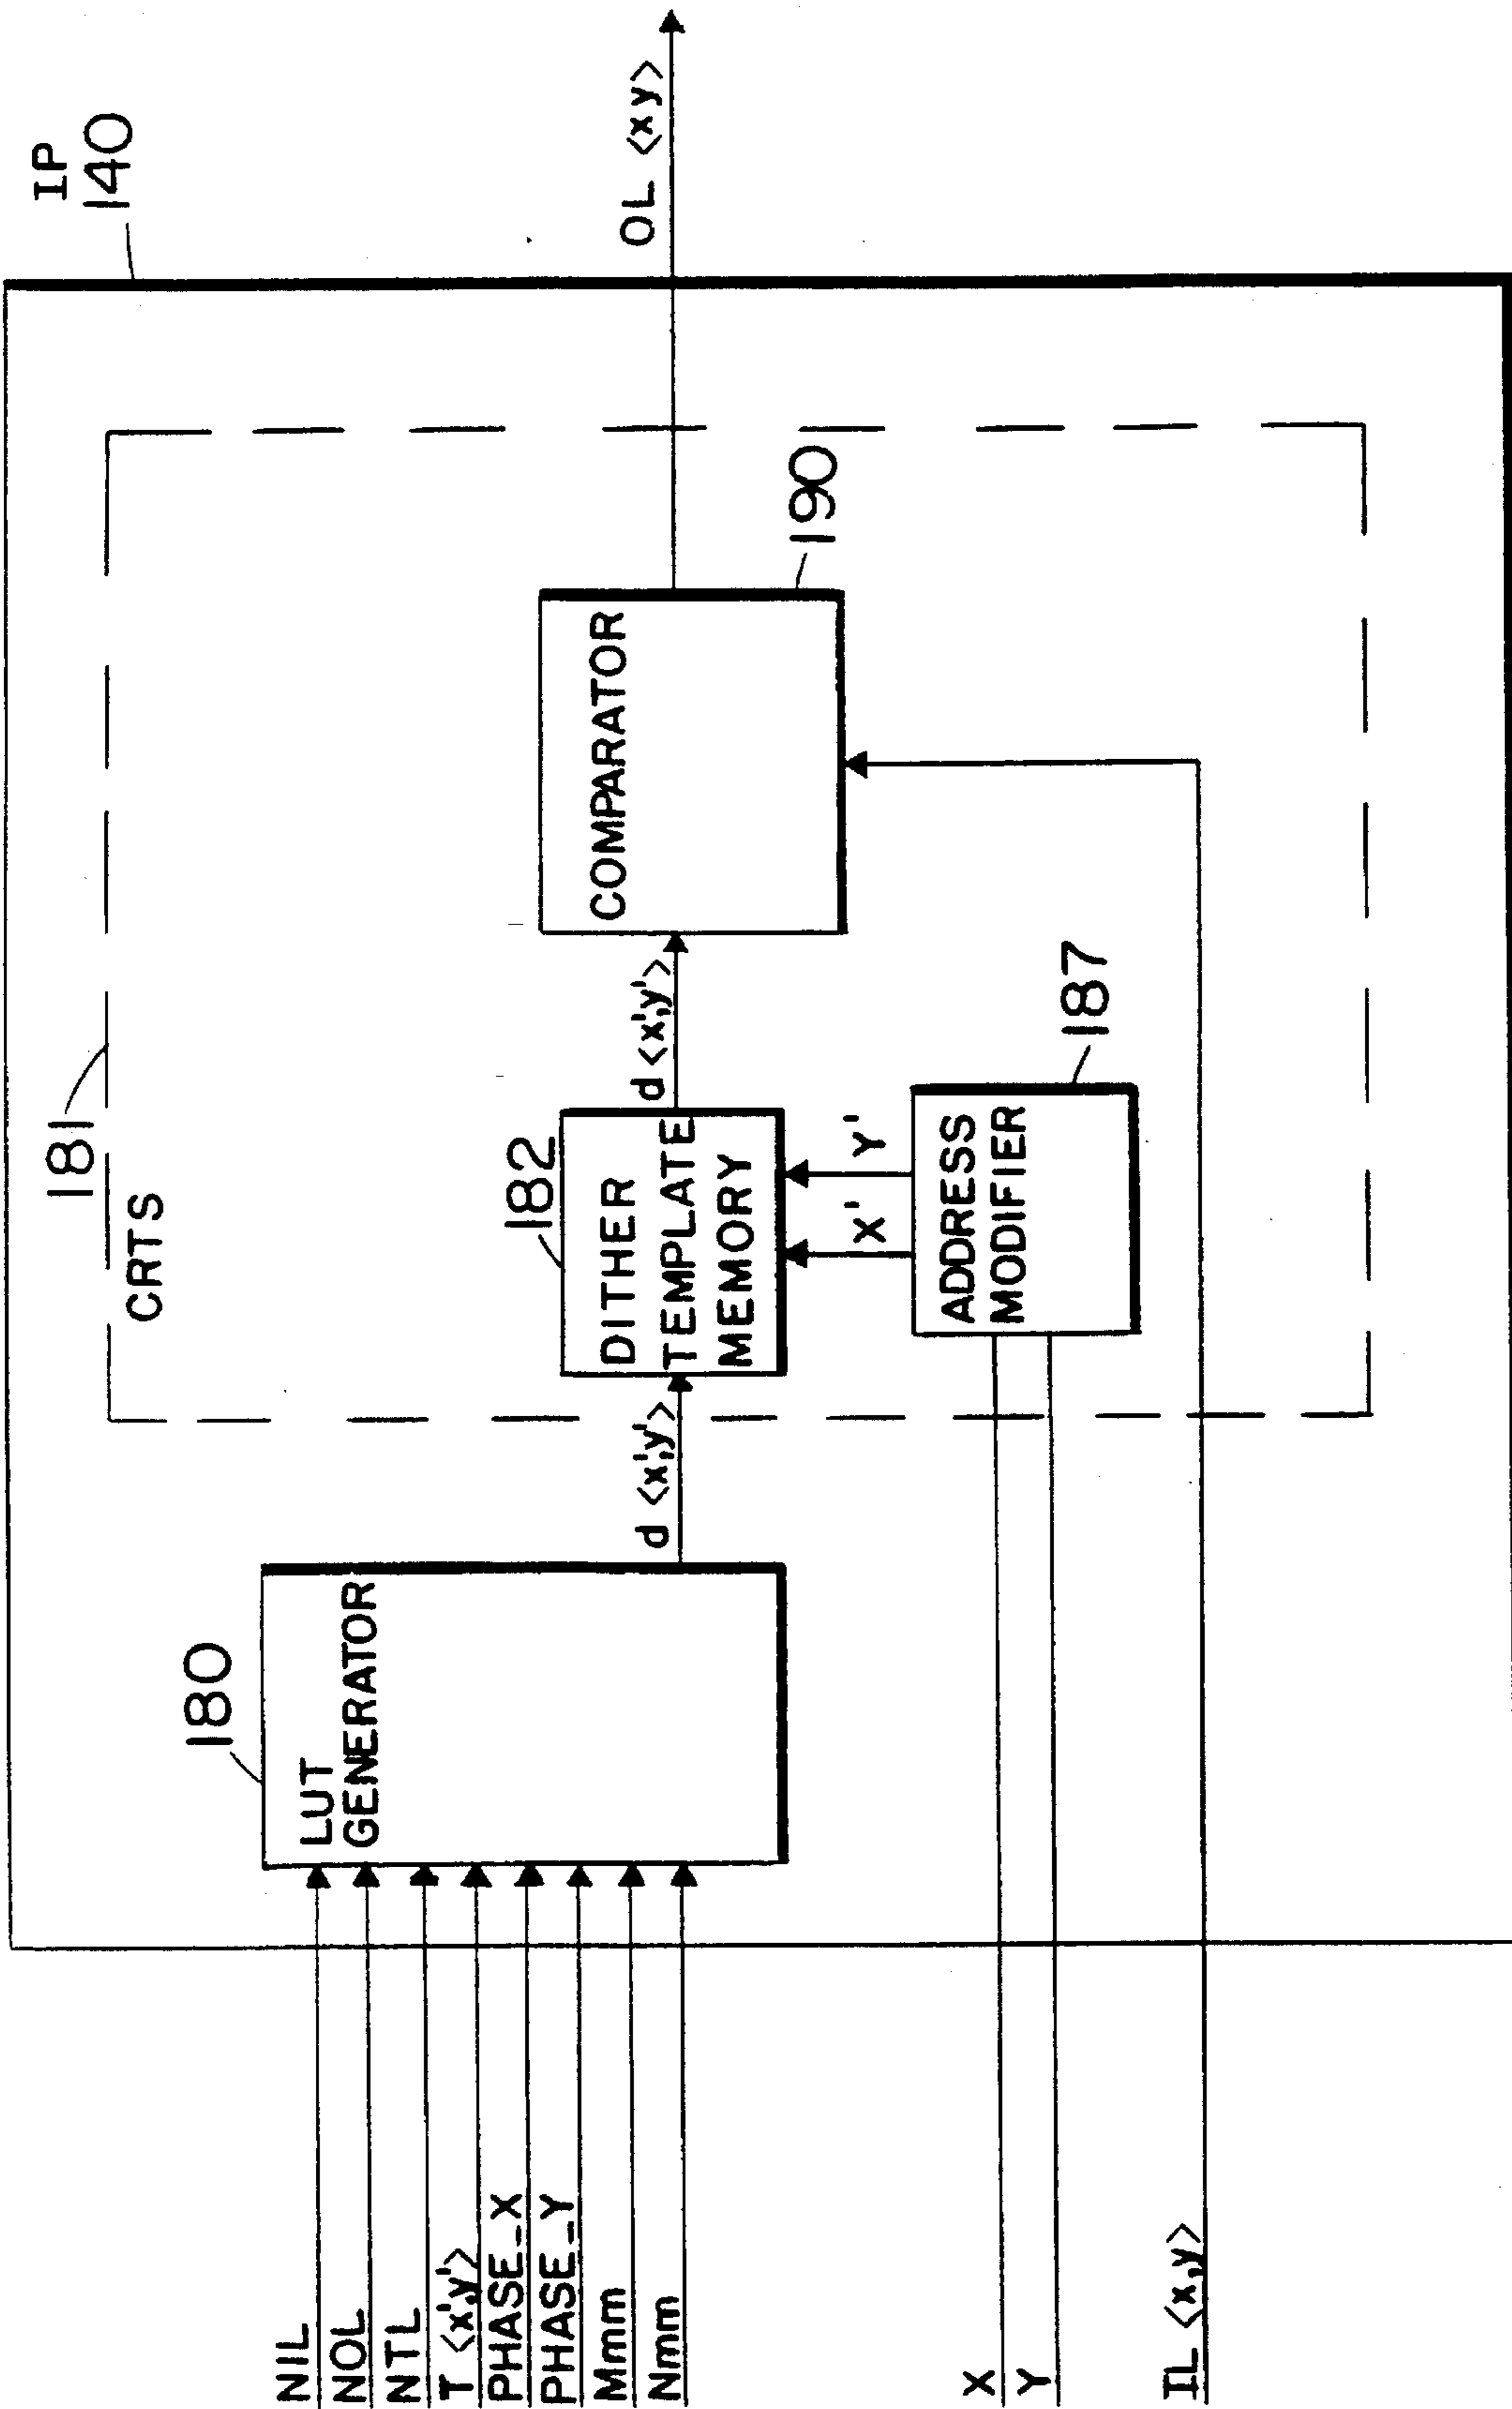 IP
140
181
CRTS
180
LUT
GENERATOR
NIL
NOL
NTL
T <x',y'>
PHASE_X
PHASE_Y
Mmm
Nmm
d <x',y'>
182
DITHER
TEMPLATE
MEMORY
d <x',y'>
COMPARATOR
190
OL <xy>
X' Y'
ADDRESS
MODIFIER
187
X
Y
IL <x,y>